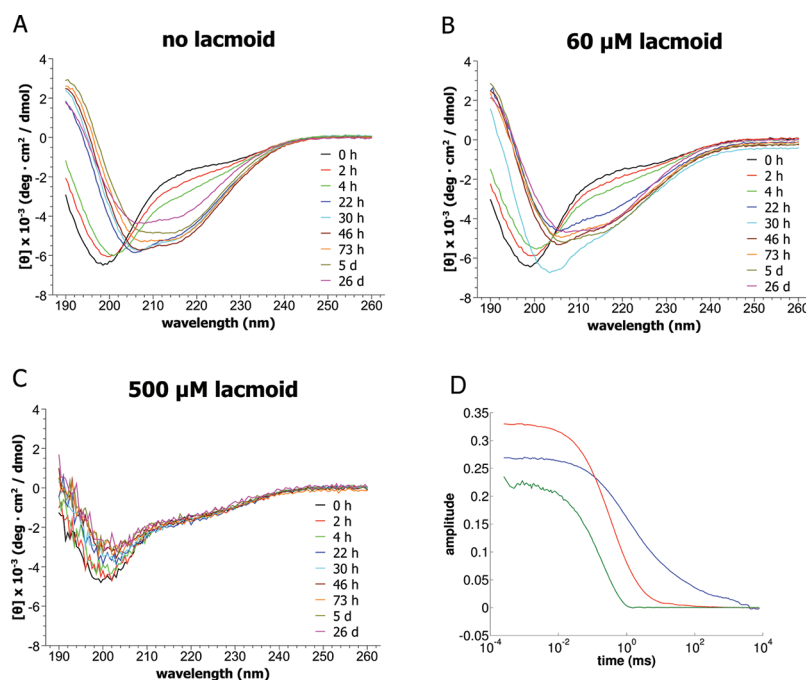 A
no lacmoid
4
2
0
-2
-4
-6
-8
[θ] x 10⁻³ (deg · cm² / dmol)
190 200 210 220 230 240 250 260
wavelength (nm)
0 h
2 h
4 h
22 h
30 h
46 h
73 h
5 d
26 d
B
60 µM lacmoid
4
2
0
-2
-4
-6
-8
[θ] x 10⁻³ (deg · cm² / dmol)
190 200 210 220 230 240 250 260
wavelength (nm)
0 h
2 h
4 h
22 h
30 h
46 h
73 h
5 d
26 d
C
500 µM lacmoid
4
2
0
-2
-4
-6
-8
[θ] x 10⁻³ (deg · cm² / dmol)
190 200 210 220 230 240 250 260
wavelength (nm)
0 h
2 h
4 h
22 h
30 h
46 h
73 h
5 d
26 d
D
0.35
0.3
0.25
0.2
0.15
0.1
0.05
0
-0.05
amplitude
10⁻⁴ 10⁻² 10⁰ 10² 10⁴
time (ms)